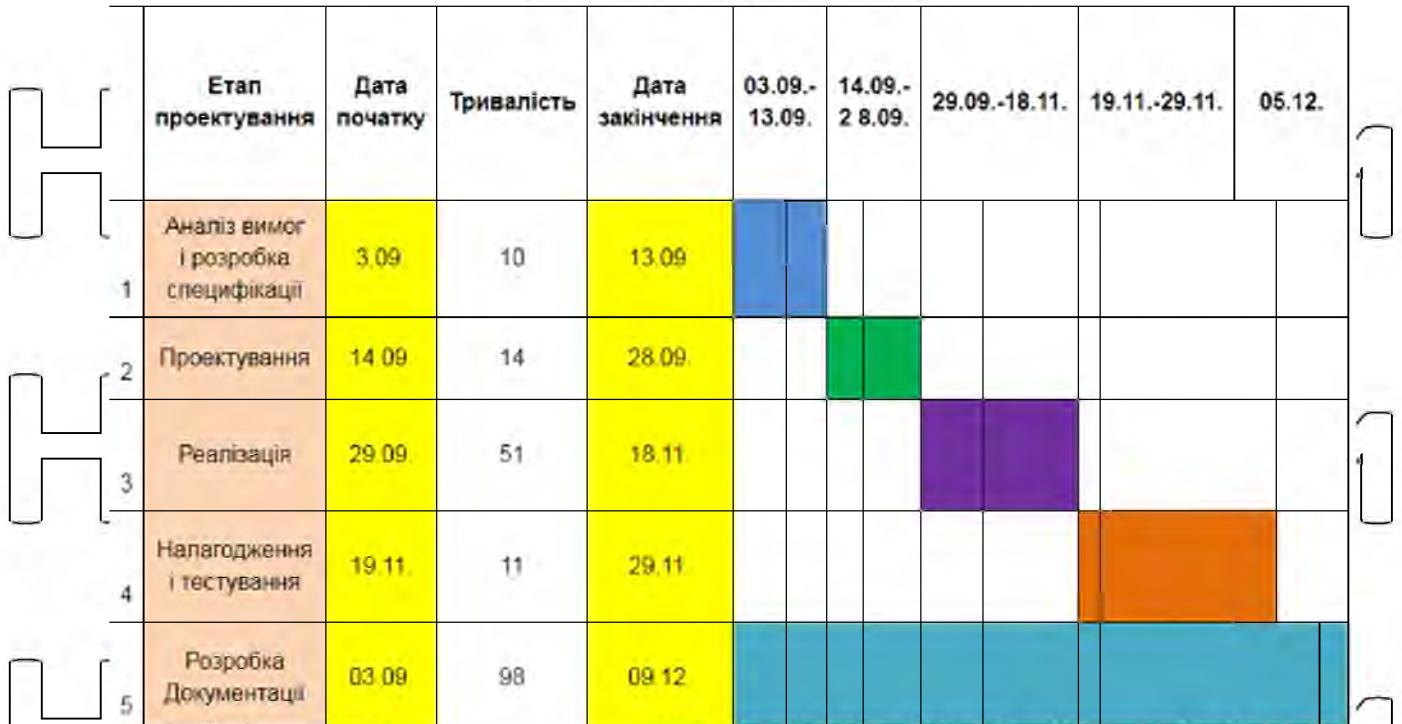 Етап
проектування
Дата
початку
Тривалість
Дата
закінчення
03.09.-
13.09.
14.09.-
2 8.09.
29.09.-18.11.
19.11.-29.11.
05.12.
1
Аналіз вимог
і розробка
специфікації
3.09.
10
13.09
2
Проектування
14.09
14
28.09.
3
Реалізація
29.09.
51
18.11.
4
Налагодження
і тестування
19.11.
11
29.11
5
Розробка
Документації
03.09
98
09.12